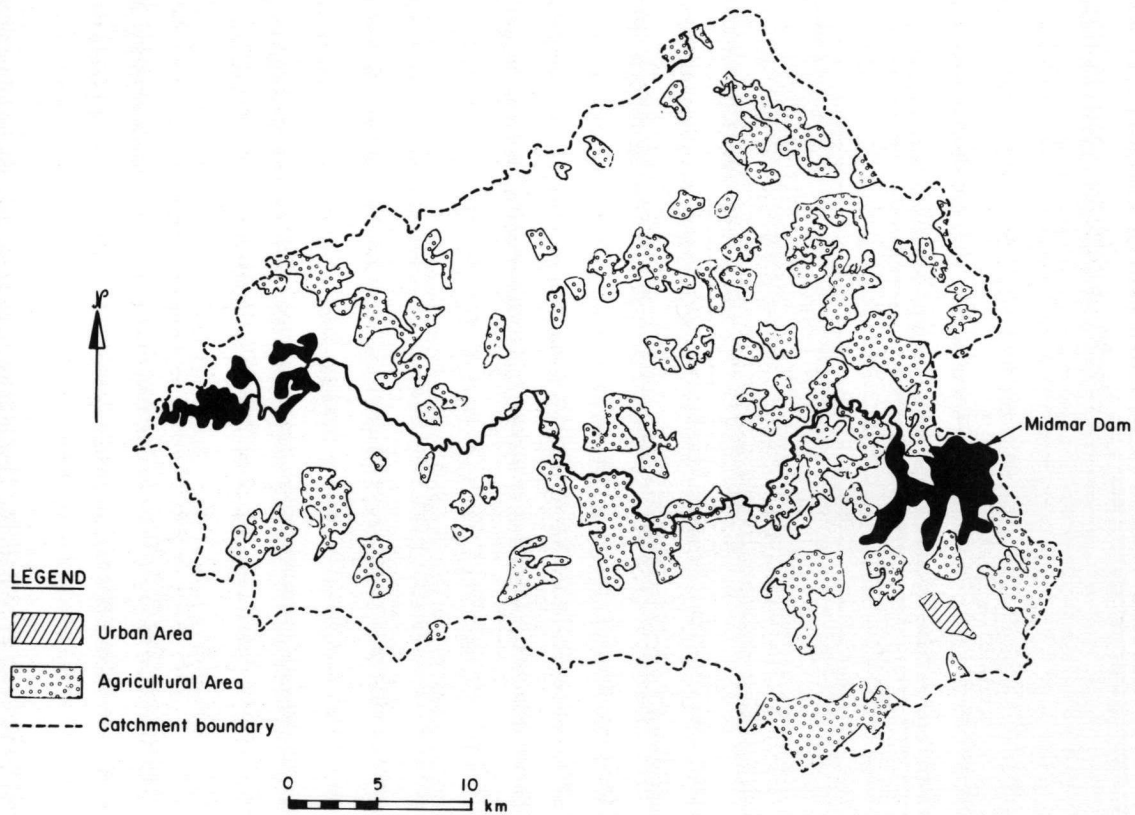 N
Midmar Dam
LEGEND
Urban Area
Agricultural Area
Catchment boundary
0 5 10
km